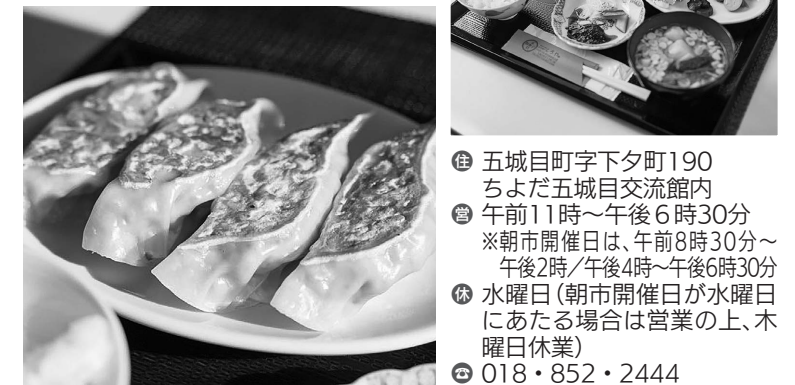 住 五城目町字下夕町190
ちよだ五城目交流館内
営 午前11時〜午後6時30分
※朝市開催日は、午前8時30分〜
午後2時／午後4時〜午後6時30分
休 水曜日(朝市開催日が水曜日
にあたる場合は営業の上、木
曜日休業)
☎ 018・852・2444